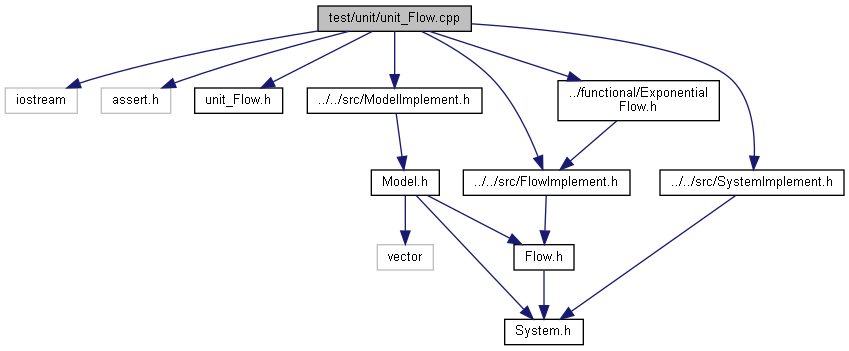 test/unit/unit_Flow.cpp
iostream
assert.h
unit_Flow.h
../../src/ModelImplement.h
../functional/Exponential
Flow.h
Model.h
../../src/FlowImplement.h
../../src/SystemImplement.h
vector
Flow.h
System.h